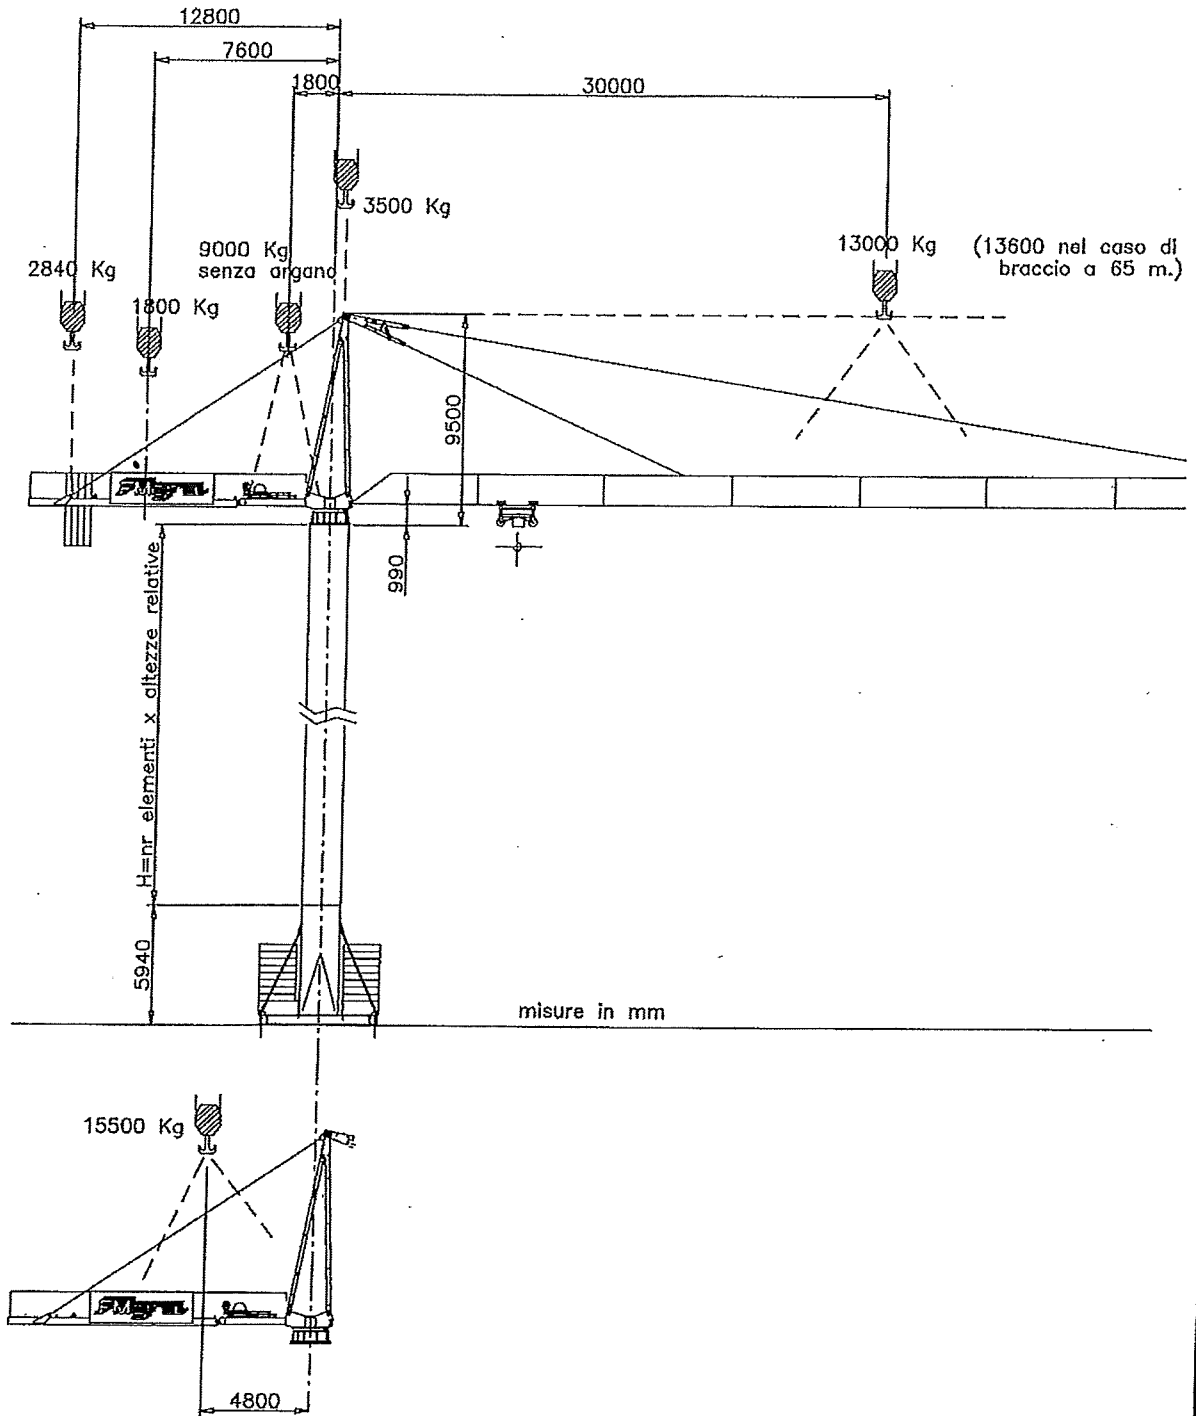 12800
7600
1800
30000
3500 Kg
9000 Kg
senza argano
2840 Kg
1800 Kg
13000 Kg (13600 nel caso di
braccio a 65 m.)
9500
990
H=nr elementi x altezze relative
5940
misure in mm
15500 Kg
4800